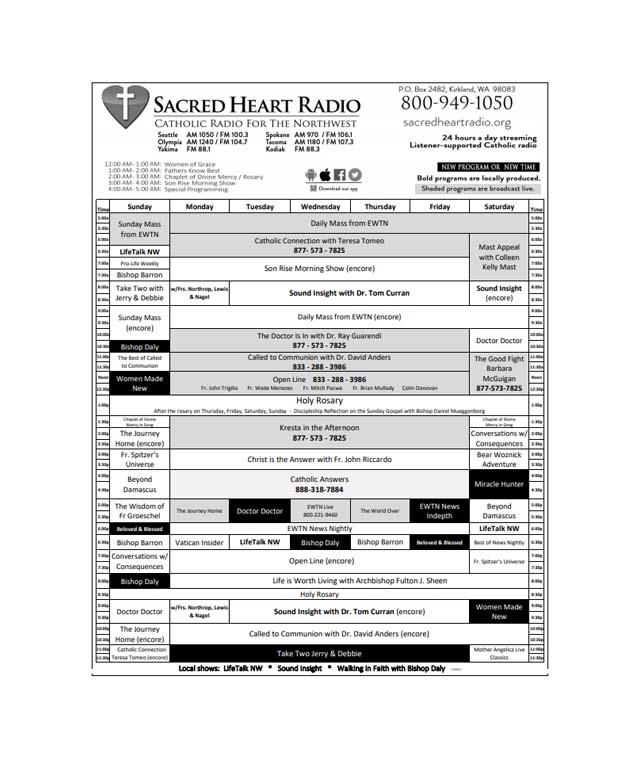 SACRED HEART RADIO
CATHOLIC RADIO FOR THE NORTHWEST
Seattle AM 1050 / FM 100.3 Spokane AM 970 / FM 106.1
Olympia AM 1240 / FM 104.7 Tacoma AM 1180 / FM 107.3
Yakima FM 88.1 Kodiak FM 88.3
P.O. Box 2482, Kirkland, WA 98083
800-949-1050
sacredheartradio.org
24 hours a day streaming
Listener-supported Catholic radio
12:00 AM- 1:00 AM: Women of Grace
1:00 AM - 2:00 AM: Fathers Know Best
2:00 AM - 3:00 AM: Chaplet of Divine Mercy / Rosary
3:00 AM - 4:00 AM: Son Rise Morning Show
4:00 AM - 5:00 AM: Special Programming
Download our app
NEW PROGRAM OR NEW TIME
Bold programs are locally produced.
Shaded programs are broadcast live.
Time Sunday Monday Tuesday Wednesday Thursday Friday Saturday Time
5:00a 5:00a
Sunday Mass
from EWTN
Daily Mass from EWTN
5:30a 5:30a
6:00a 6:00a
Catholic Connection with Teresa Tomeo
877- 573 - 7825
Mast Appeal
with Colleen
Kelly Mast
6:30a LifeTalk NW 6:30a
7:00a Pro-Life Weekly 7:00a
Son Rise Morning Show (encore)
7:30a Bishop Barron 7:30a
8:00a 8:00a
Take Two with
Jerry & Debbie
w/Frs. Northrop, Lewis
& Nagel
Sound Insight with Dr. Tom Curran
Sound Insight
(encore)
8:30a 8:30a
9:00a 9:00a
Sunday Mass
(encore)
Daily Mass from EWTN (encore)
9:30a 9:30a
10:00a 10:00a
The Doctor Is In with Dr. Ray Guarendi
877 - 573 - 7825
Doctor Doctor
10:30a Bishop Daly 10:30a
11:00a 11:00a
The Best of Called
to Communion
Called to Communion with Dr. David Anders
833 - 288 - 3986
The Good Fight
Barbara
McGuigan
877-573-7825
11:30a 11:30a
Noon Noon
Women Made
New
Open Line 833 - 288 - 3986
Fr. John Trigilio Fr. Wade Menezes Fr. Mitch Pacwa Fr. Brian Mullady Colin Donovan
12:30p 12:30p
1:00p Holy Rosary 1:00p
After the rosary on Thursday, Friday, Saturday, Sunday - Discipleship Reflection on the Sunday Gospel with Bishop Daniel Mueggenborg
1:30p 1:30p
Chaplet of Divine
Mercy in Song
Chaplet of Divine
Mercy in Song
Kresta in the Afternoon
877- 573- 7825
2:00p 2:00p
The Journey
Home (encore)
Conversations w/
Consequences
2:30p 2:30p
3:00p 3:00p
Fr. Spitzer's
Universe
Christ is the Answer with Fr. John Riccardo
Bear Woznick
Adventure
3:30p 3:30p
4:00p 4:00p
Beyond
Damascus
Catholic Answers
888-318-7884
Miracle Hunter
4:30p 4:30p
5:00p 5:00p
The Wisdom of
Fr Groeschel
The Journey Home
Doctor Doctor
EWTN Live
800-221-9460
The World Over
EWTN News
Indepth
Beyond
Damascus
5:30p 5:30p
6:00p Beloved & Blessed EWTN News Nightly LifeTalk NW 6:00p
6:30p Bishop Barron Vatican Insider LifeTalk NW Bishop Daly Bishop Barron Beloved & Blessed Best of News Nightly 6:30p
7:00p 7:00p
Conversations w/
Consequences
Open Line (encore)
Fr. Spitzer's Universe
7:30p 7:30p
8:00p Bishop Daly Life is Worth Living with Archbishop Fulton J. Sheen 8:00p
8:30p Holy Rosary 8:30p
9:00p 9:00p
Doctor Doctor
w/Frs. Northrop, Lewis
& Nagel
Sound Insight with Dr. Tom Curran (encore)
Women Made
New
9:30p 9:30p
10:00p 10:00p
The Journey
Home (encore)
Called to Communion with Dr. David Anders (encore)
10:30p 10:30p
11:00p 11:00p
Catholic Connection
Teresa Tomeo (encore)
Take Two Jerry & Debbie
Mother Angelica Live
Classics
11:30p 11:30p
Local shows: LifeTalk NW * Sound Insight * Walking in Faith with Bishop Daly